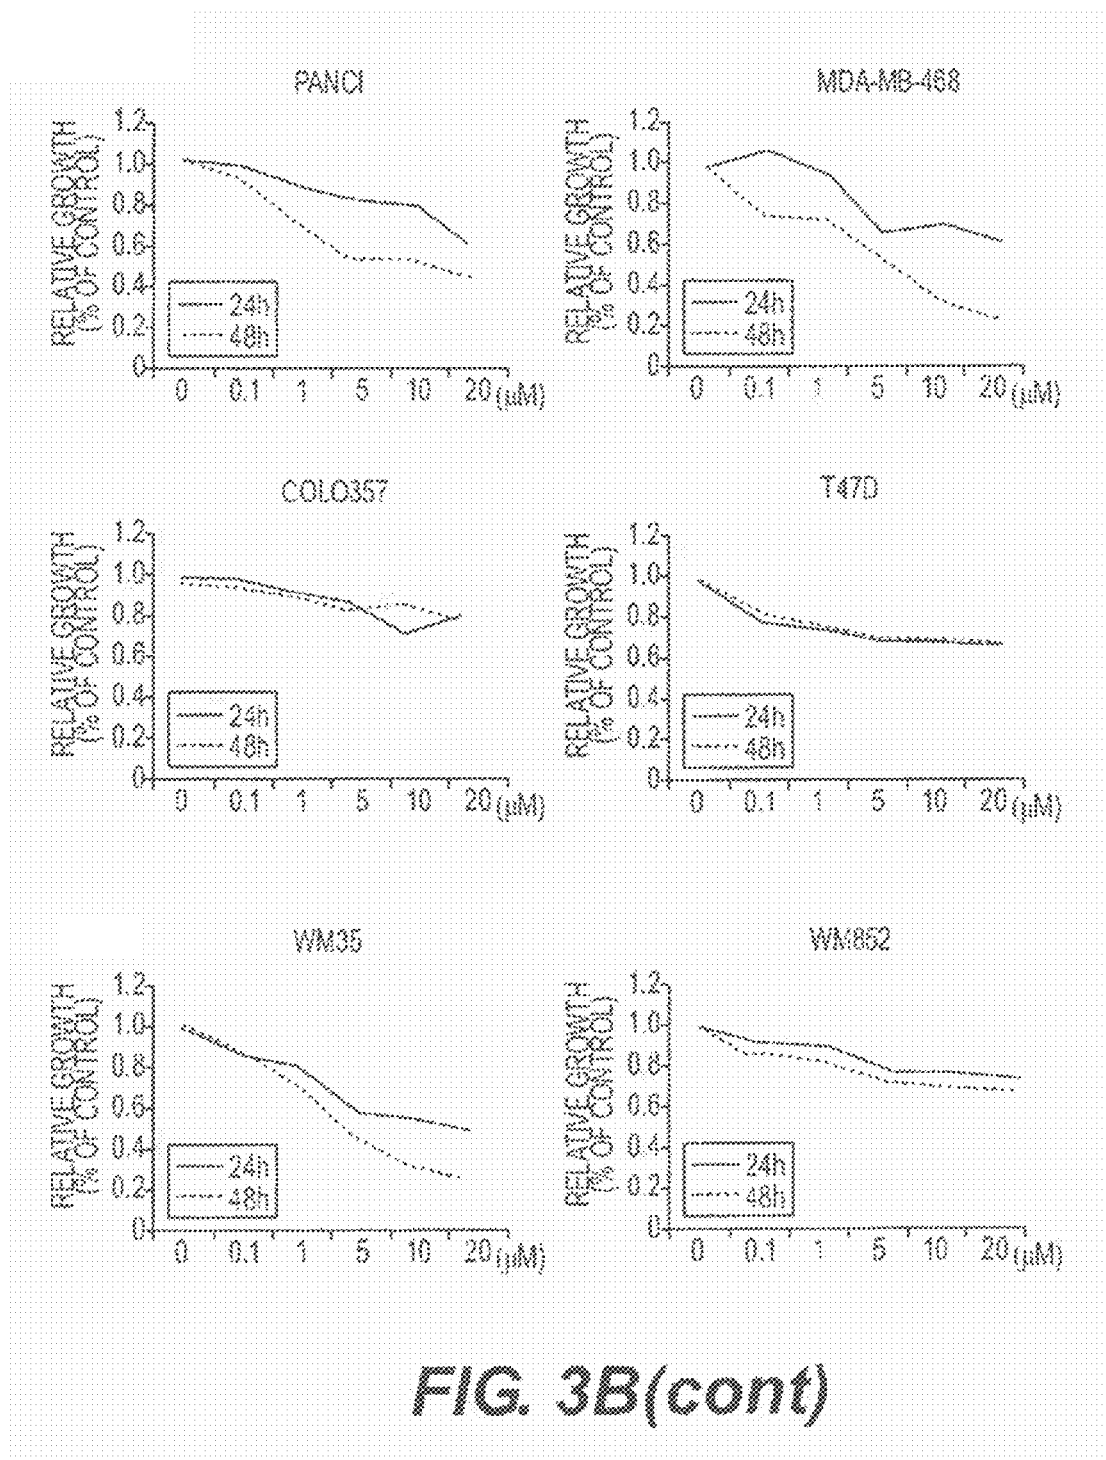 PANCI
RELATIVE GROWTH
(% OF CONTROL)
1.2
1.0
0.8
0.6
0.4
0.2
0
24h
48h
0 0.1 1 5 10 20 (µM)
MDA-MB-468
RELATIVE GROWTH
(% OF CONTROL)
1.2
1.0
0.8
0.6
0.4
0.2
0
24h
48h
0 0.1 1 5 10 20 (µM)
COLO357
RELATIVE GROWTH
(% OF CONTROL)
1.2
1.0
0.8
0.6
0.4
0.2
0
24h
48h
0 0.1 1 5 10 20 (µM)
T47D
RELATIVE GROWTH
(% OF CONTROL)
1.2
1.0
0.8
0.6
0.4
0.2
0
24h
48h
0 0.1 1 5 10 20 (µM)
WM35
RELATIVE GROWTH
(% OF CONTROL)
1.2
1.0
0.8
0.6
0.4
0.2
0
24h
48h
0 0.1 1 5 10 20 (µM)
WM852
RELATIVE GROWTH
(% OF CONTROL)
1.2
1.0
0.8
0.6
0.4
0.2
0
24h
48h
0 0.1 1 5 10 20 (µM)
FIG. 3B(cont)